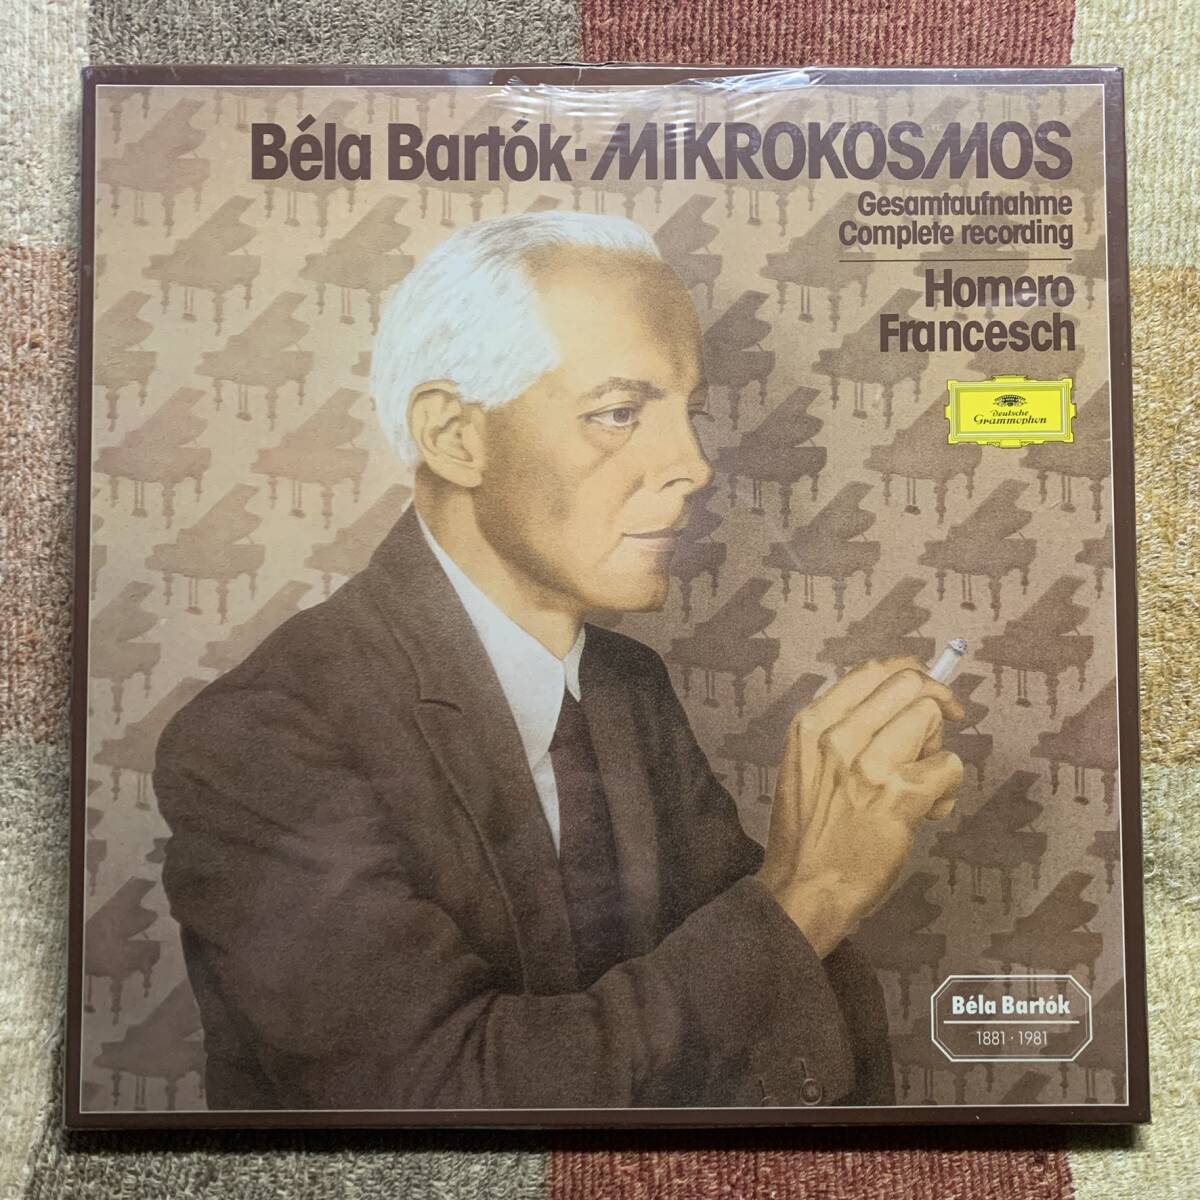 Béla Bartók · MIKROKOSMOS
Gesamtaufnahme
Complete recording
Homero
Francesch
Deutsche
Grammophon
Béla Bartók
1881 · 1981